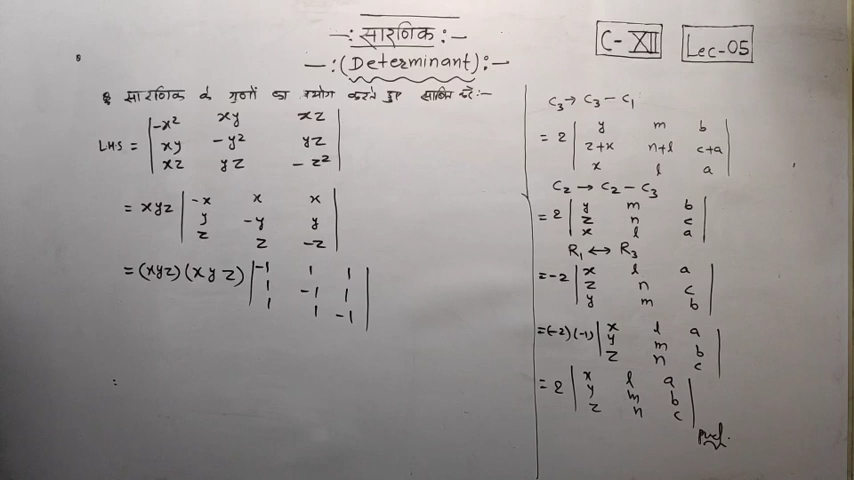 —: सारणिक :—
—:(Determinant):—
C-XII
Lec-05
सारणिक के गुणों का प्रयोग करते हुए साबित करें:-
LHS = | -x² xy xz |
| xy -y² yz |
| xz yz -z² |
= xyz | -x x x |
| y -y y |
| z z -z |
= (xyz)(xyz) | -1 1 1 |
| 1 -1 1 |
| 1 1 -1 |
C₃ → C₃ - C₁
= 2 | y m b |
| z+x n+l c+a |
| x l a |
C₂ → C₂ - C₃
= 2 | y m b |
| z n c |
| x l a |
R₁ ↔ R₃
= -2 | x l a |
| z n c |
| y m b |
= (-2)(-1) | x l a |
| y m b |
| z n c |
= 2 | x l a |
| y m b |
| z n c |